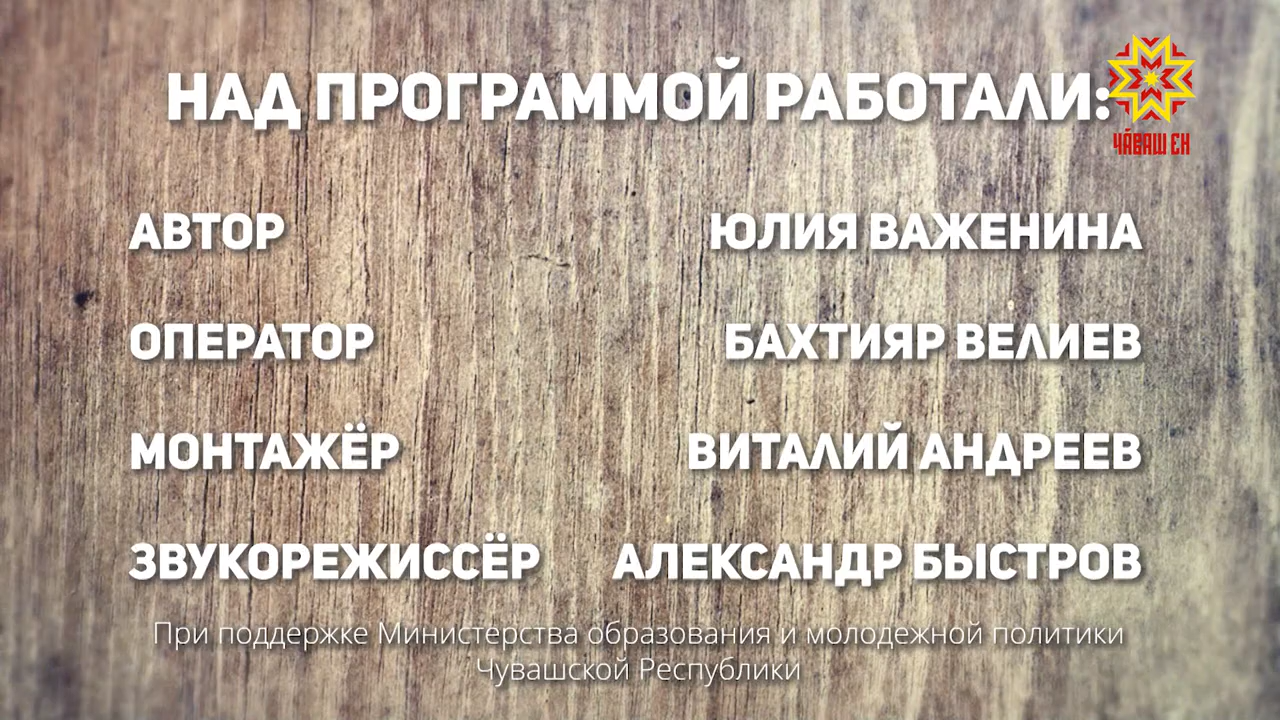 НАД ПРОГРАММОЙ РАБОТАЛИ:
ЧӐВАШ ЕН
АВТОР ЮЛИЯ ВАЖЕНИНА
ОПЕРАТОР БАХТИЯР ВЕЛИЕВ
МОНТАЖЁР ВИТАЛИЙ АНДРЕЕВ
ЗВУКОРЕЖИССЁР АЛЕКСАНДР БЫСТРОВ
При поддержке Министерства образования и молодежной политики
Чувашской Республики